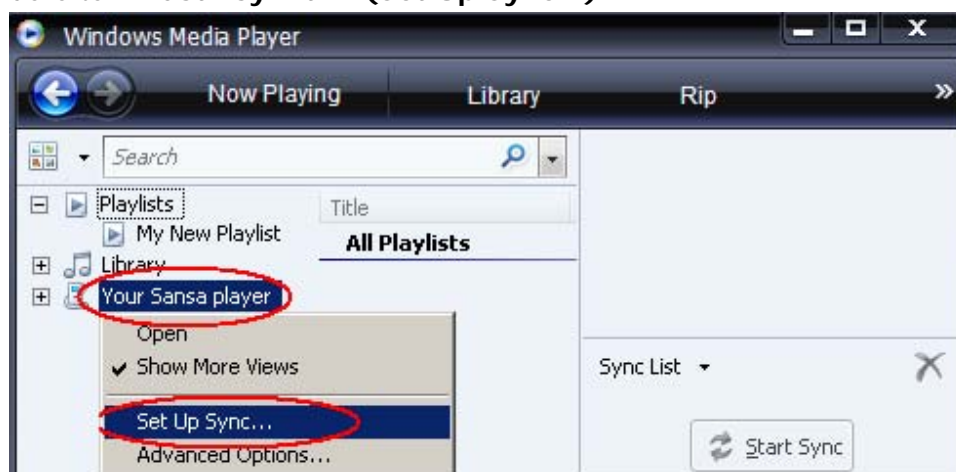 Windows Media Player
Now Playing Library Rip »
Search
Playlists
Title
My New Playlist
All Playlists
Library
Your Sansa player
Open
Show More Views
Sync List
Set Up Sync...
Start Sync
Advanced Options...